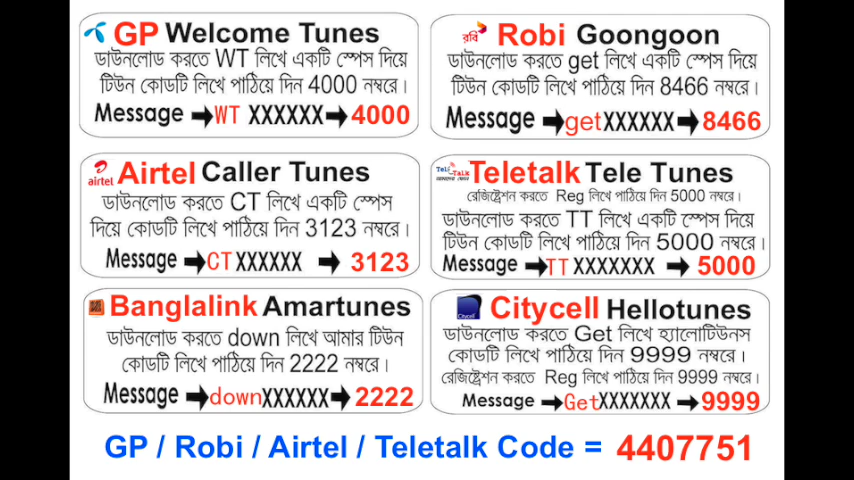 GP Welcome Tunes
ডাউনলোড করতে WT লিখে একটি স্পেস দিয়ে
টিউন কোডটি লিখে পাঠিয়ে দিন 4000 নম্বরে।
Message WT XXXXXX 4000
রবি Robi Goongoon
ডাউনলোড করতে get লিখে একটি স্পেস দিয়ে
টিউন কোডটি লিখে পাঠিয়ে দিন 8466 নম্বরে।
Message getXXXXXX 8466
airtel Airtel Caller Tunes
ডাউনলোড করতে CT লিখে একটি স্পেস
দিয়ে কোডটি লিখে পাঠিয়ে দিন 3123 নম্বরে।
Message CT XXXXXX 3123
TeleTalk Teletalk Tele Tunes
রেজিষ্ট্রেশন করতে Reg লিখে পাঠিয়ে দিন 5000 নম্বরে।
ডাউনলোড করতে TT লিখে একটি স্পেস দিয়ে
টিউন কোডটি লিখে পাঠিয়ে দিন 5000 নম্বরে।
Message TT XXXXXXX 5000
Banglalink Amartunes
ডাউনলোড করতে down লিখে আমার টিউন
কোডটি লিখে পাঠিয়ে দিন 2222 নম্বরে।
Message downXXXXXX 2222
Citycell Citycell Hellotunes
ডাউনলোড করতে Get লিখে হ্যালোটিউনস
কোডটি লিখে পাঠিয়ে দিন 9999 নম্বরে।
রেজিষ্ট্রেশন করতে Reg লিখে পাঠিয়ে দিন 9999 নম্বরে।
Message GetXXXXXXX 9999
GP / Robi / Airtel / Teletalk Code = 4407751